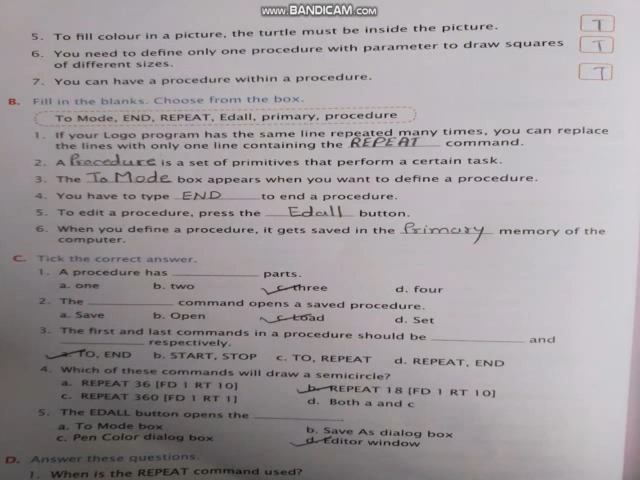 www.BANDICAM.com
5. To fill colour in a picture, the turtle must be inside the picture. T
6. You need to define only one procedure with parameter to draw squares T
of different sizes.
7. You can have a procedure within a procedure. T
B. Fill in the blanks. Choose from the box.
To Mode, END, REPEAT, Edall, primary, procedure
1. If your Logo program has the same line repeated many times, you can replace
the lines with only one line containing the REPEAT command.
2. A Procedure is a set of primitives that perform a certain task.
3. The To Mode box appears when you want to define a procedure.
4. You have to type END to end a procedure.
5. To edit a procedure, press the Edall button.
6. When you define a procedure, it gets saved in the Primary memory of the
computer.
C. Tick the correct answer.
1. A procedure has ____________ parts.
a. one b. two c. three d. four
2. The ____________ command opens a saved procedure.
a. Save b. Open c. Load d. Set
3. The first and last commands in a procedure should be ____________ and
____________ respectively.
a. TO, END b. START, STOP c. TO, REPEAT d. REPEAT, END
4. Which of these commands will draw a semicircle?
a. REPEAT 36 [FD 1 RT 10] b. REPEAT 18 [FD 1 RT 10]
c. REPEAT 360 [FD 1 RT 1] d. Both a and c
5. The EDALL button opens the ____________
a. To Mode box b. Save As dialog box
c. Pen Color dialog box d. Editor window
D. Answer these questions.
1. When is the REPEAT command used?